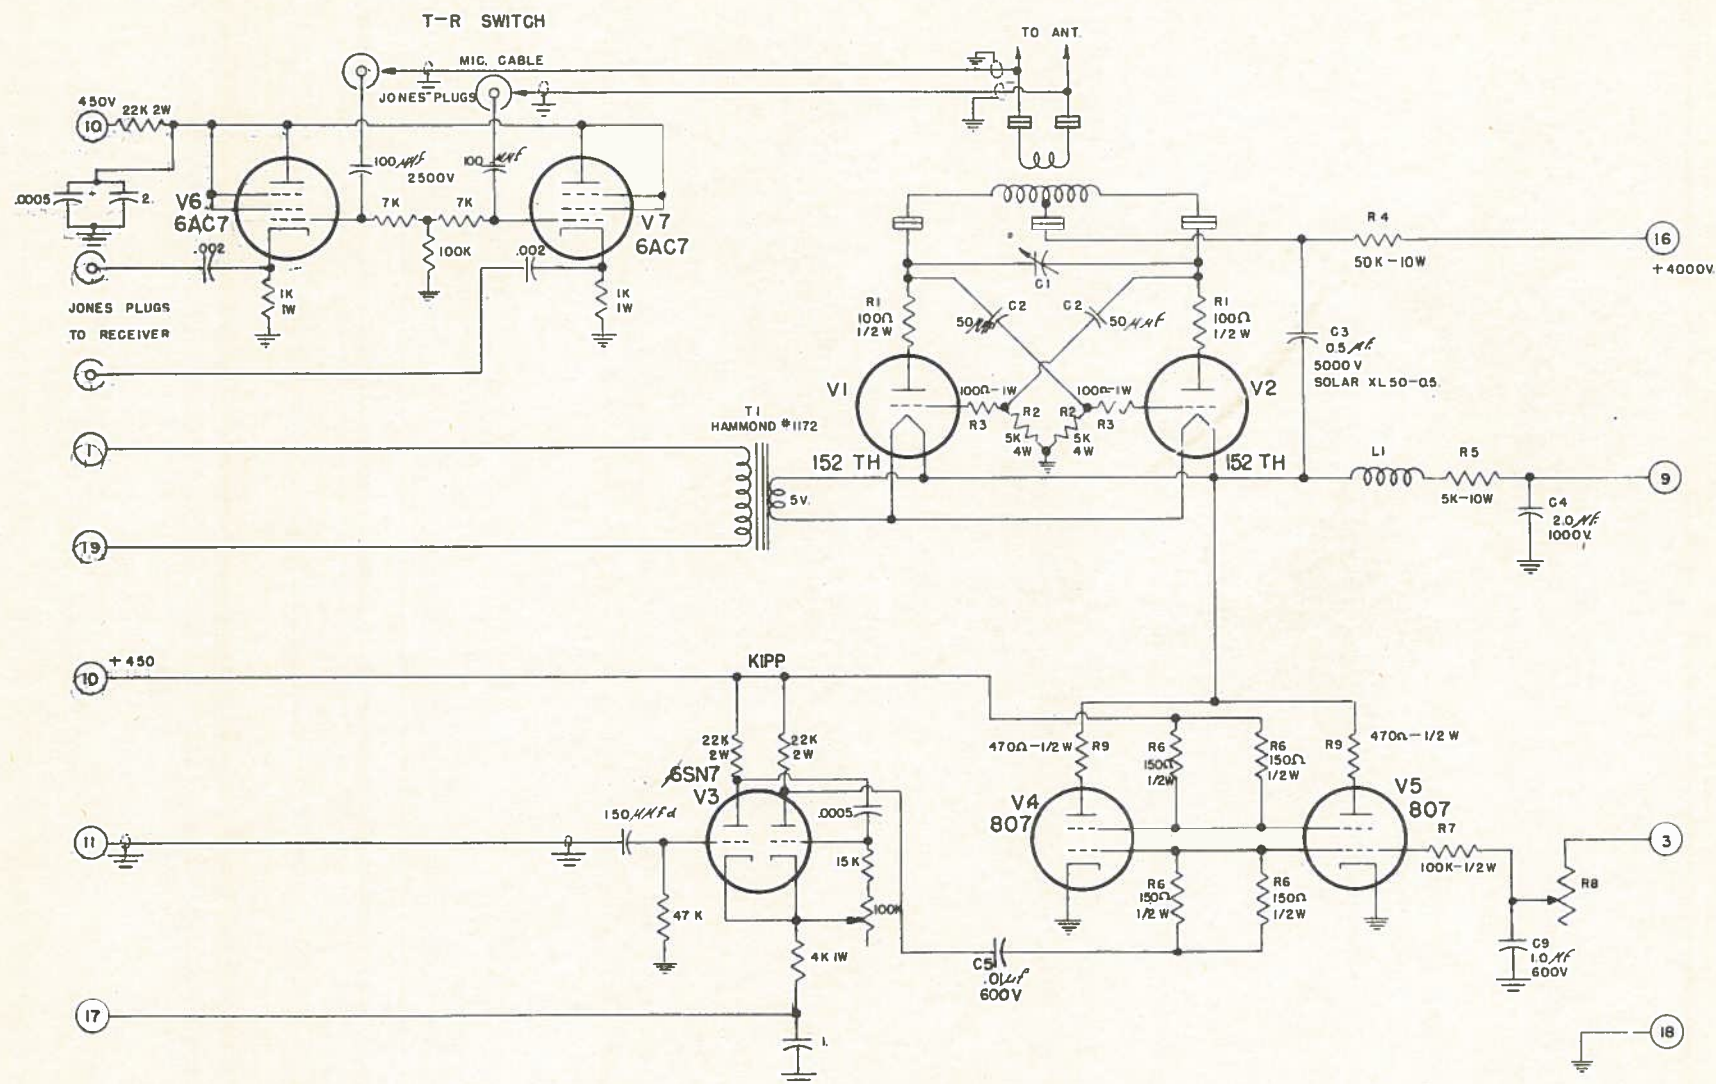 T-R SWITCH
TO ANT.
MIC. CABLE
JONES PLUGS
450V
10
22K 2W
100 μμf
2500V
100 μμf
.0005
+
2.
V6
6AC7
7K
7K
V7
6AC7
.002
100K
.002
1K
1W
1K
1W
JONES PLUGS
TO RECEIVER
R4
50K-10W
16
+4000V.
*
C1
R1
100Ω
1/2 W
C2
50
C2
50 μμf
R1
100Ω
1/2 W
C3
0.5 μf.
5000 V
SOLAR XL 50-0.5.
V1
100Ω-1W
R3
R2
5K
4W
R2
5K
4W
100Ω-1W
R3
V2
152 TH
152 TH
T1
HAMMOND #1172
1
5V.
L1
R5
5K-10W
9
C4
2.0 μf.
1000V.
19
10
+450
KIPP
22K
2W
22K
2W
6SN7
V3
470Ω-1/2 W
R9
R6
150Ω
1/2W
R6
150Ω
1/2 W
R9
470Ω-1/2 W
V4
807
V5
807
11
150 μμfd
.0005
15K
100K
47 K
4K 1W
R6
150Ω
1/2 W
R6
150Ω
1/2 W
R7
100K-1/2W
3
R8
C5
.01μf
600V
C9
1.0 μf
600V
17
1.
18